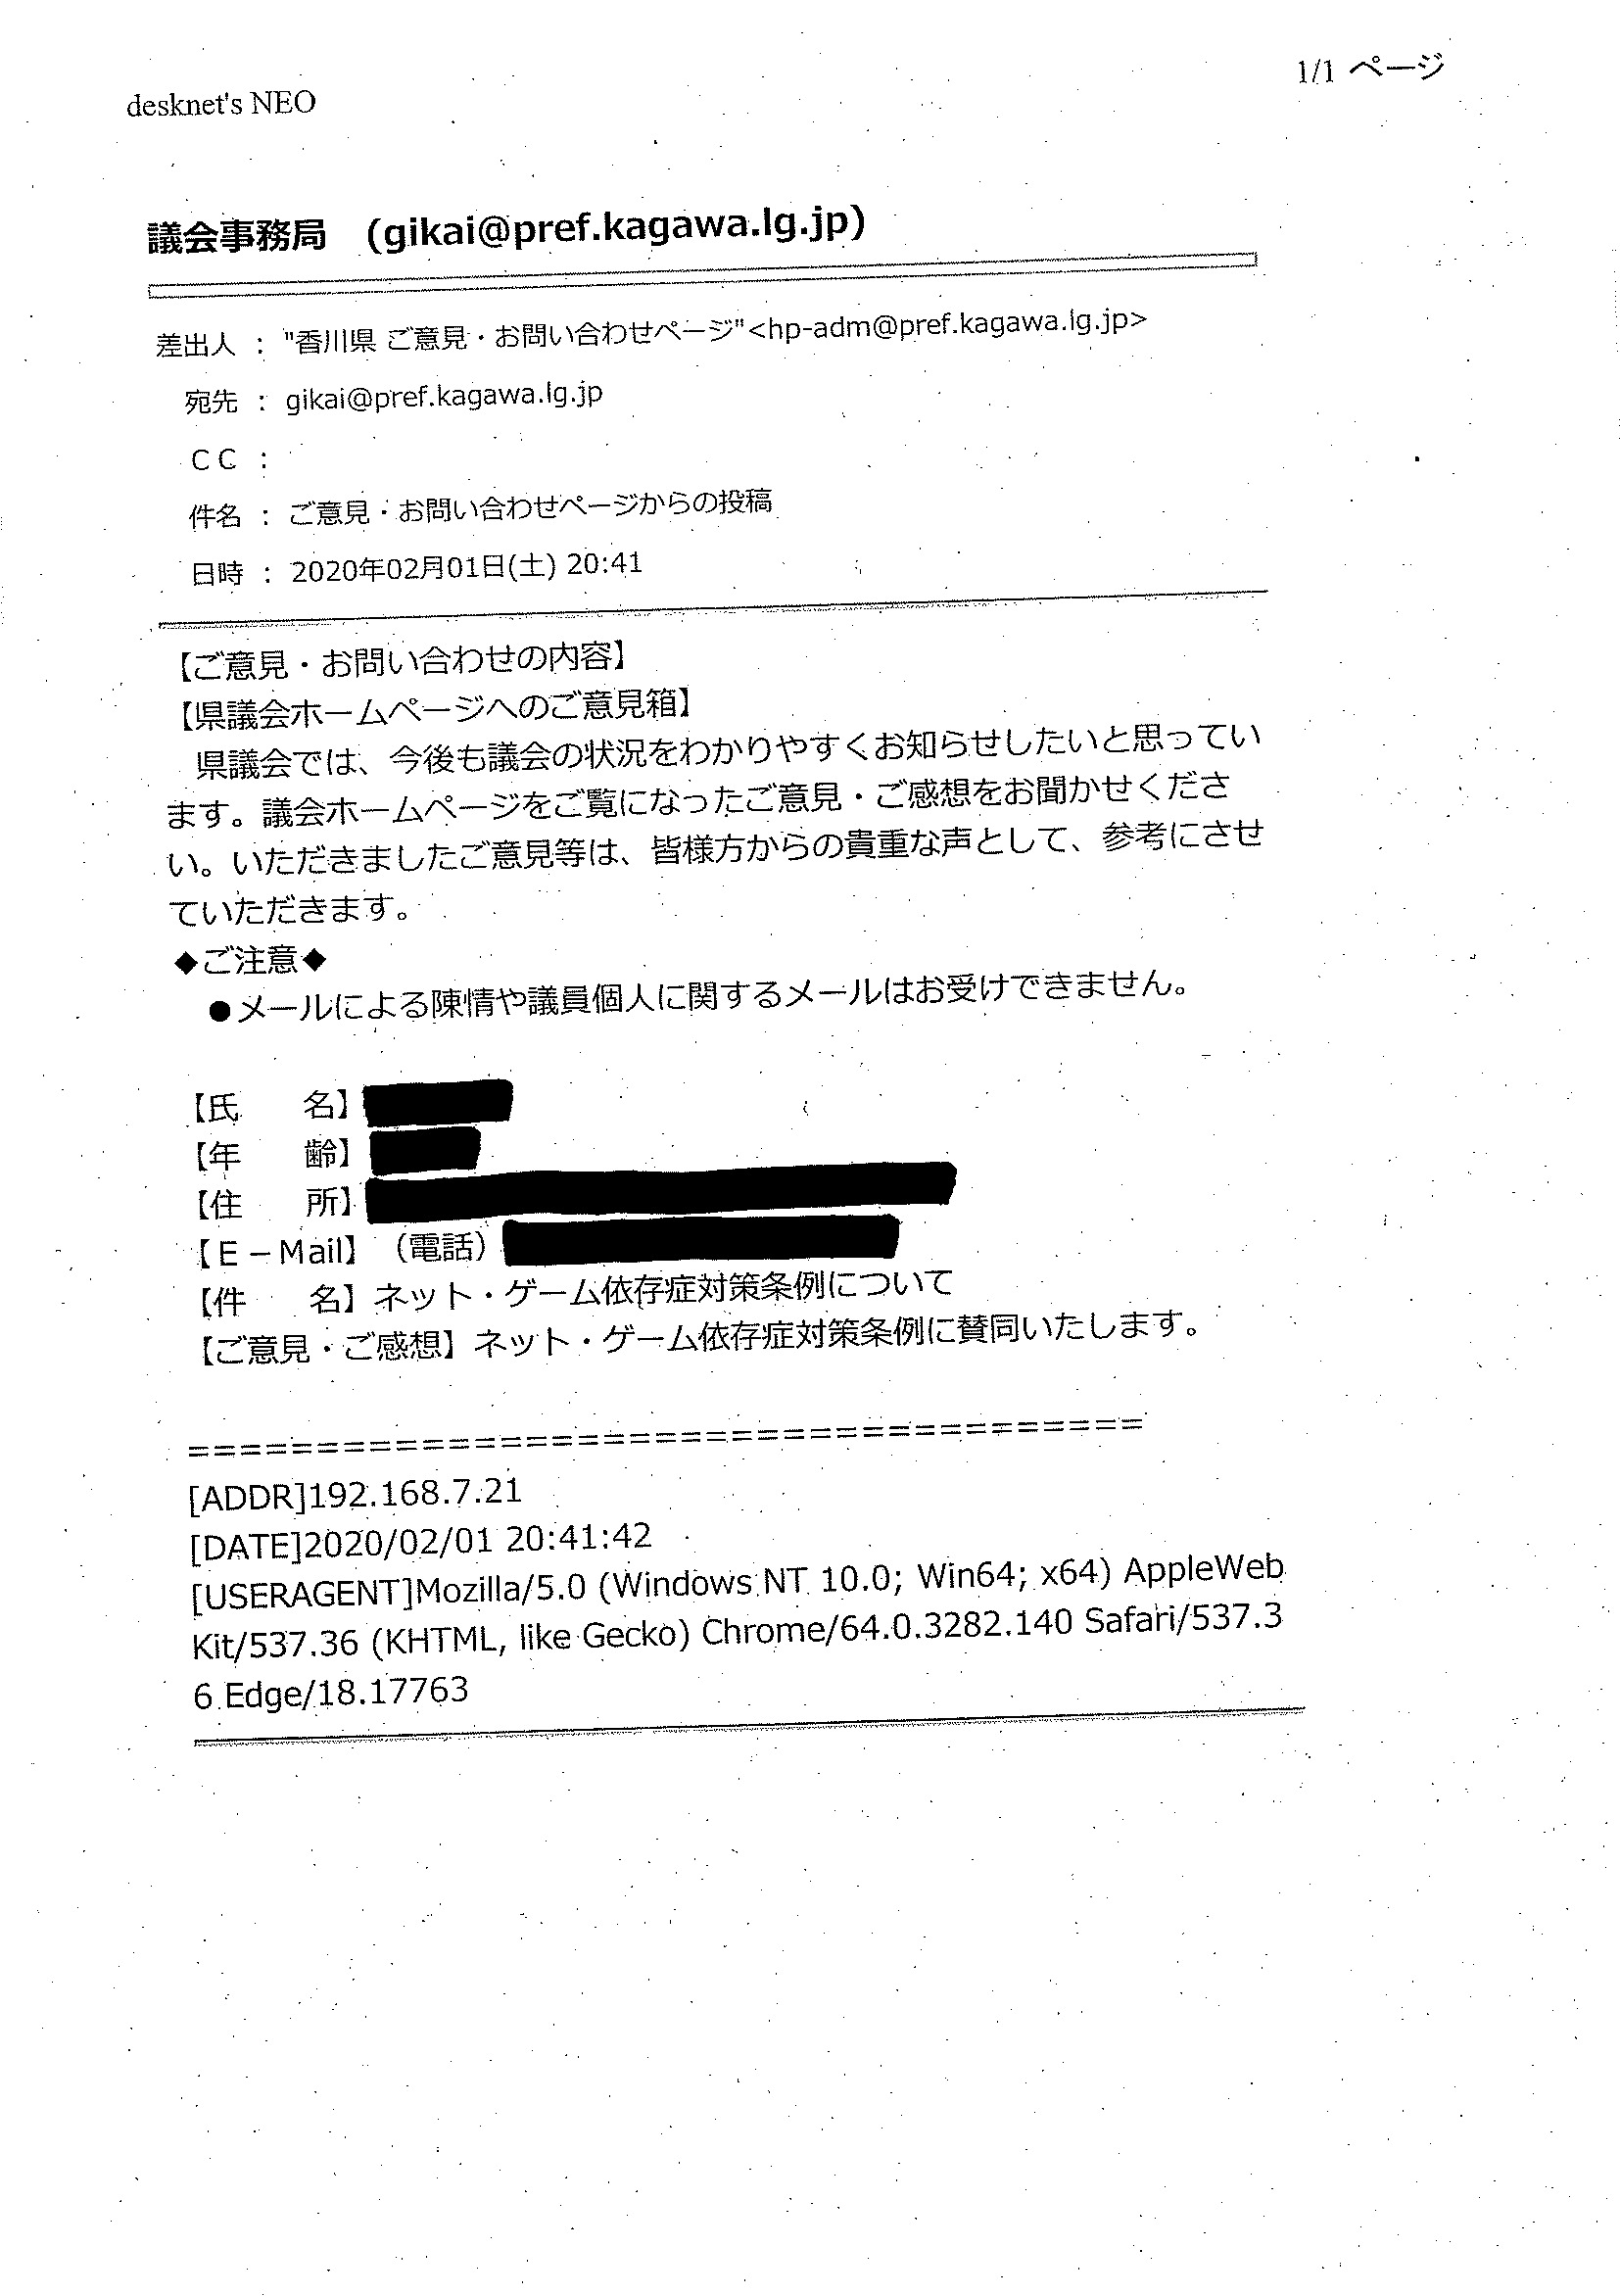 1/1 ページ
desknet's NEO
議会事務局 (gikai@pref.kagawa.lg.jp)
差出人 : "香川県 ご意見・お問い合わせページ"<hp-adm@pref.kagawa.lg.jp>
宛先 : gikai@pref.kagawa.lg.jp
CC :
件名 : ご意見・お問い合わせページからの投稿
日時 : 2020年02月01日(土) 20:41
【ご意見・お問い合わせの内容】
【県議会ホームページへのご意見箱】
県議会では、今後も議会の状況をわかりやすくお知らせしたいと思ってい
ます。議会ホームページをご覧になったご意見・ご感想をお聞かせくださ
い。いただきましたご意見等は、皆様方からの貴重な声として、参考にさせ
ていただきます。
◆ご注意◆
●メールによる陳情や議員個人に関するメールはお受けできません。
【氏　　名】
【年　　齢】
【住　　所】
【E－Mail】（電話）
【件　　名】ネット・ゲーム依存症対策条例について
【ご意見・ご感想】ネット・ゲーム依存症対策条例に賛同いたします。
=====================================
[ADDR]192.168.7.21
[DATE]2020/02/01 20:41:42
[USERAGENT]Mozilla/5.0 (Windows NT 10.0; Win64; x64) AppleWeb
Kit/537.36 (KHTML, like Gecko) Chrome/64.0.3282.140 Safari/537.3
6 Edge/18.17763